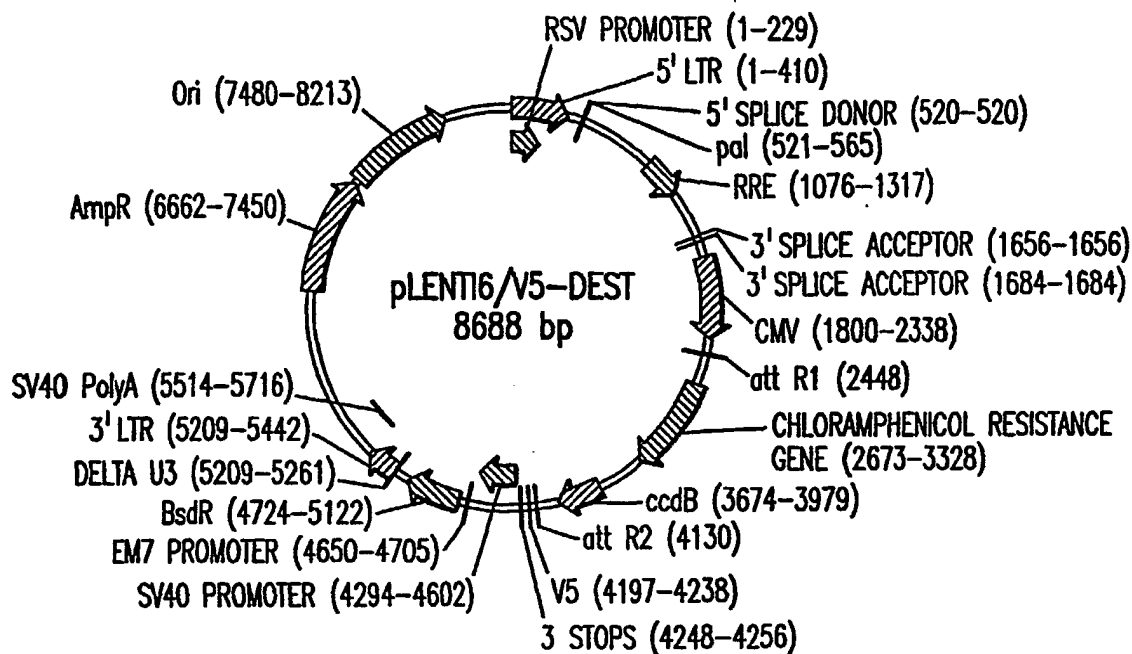 RSV PROMOTER (1-229)
5' LTR (1-410)
5' SPLICE DONOR (520-520)
pal (521-565)
RRE (1076-1317)
3' SPLICE ACCEPTOR (1656-1656)
3' SPLICE ACCEPTOR (1684-1684)
CMV (1800-2338)
att R1 (2448)
CHLORAMPHENICOL RESISTANCE
GENE (2673-3328)
ccdB (3674-3979)
att R2 (4130)
V5 (4197-4238)
3 STOPS (4248-4256)
SV40 PROMOTER (4294-4602)
EM7 PROMOTER (4650-4705)
BsdR (4724-5122)
DELTA U3 (5209-5261)
3' LTR (5209-5442)
SV40 PolyA (5514-5716)
AmpR (6662-7450)
Ori (7480-8213)
pLENTI6/V5-DEST
8688 bp